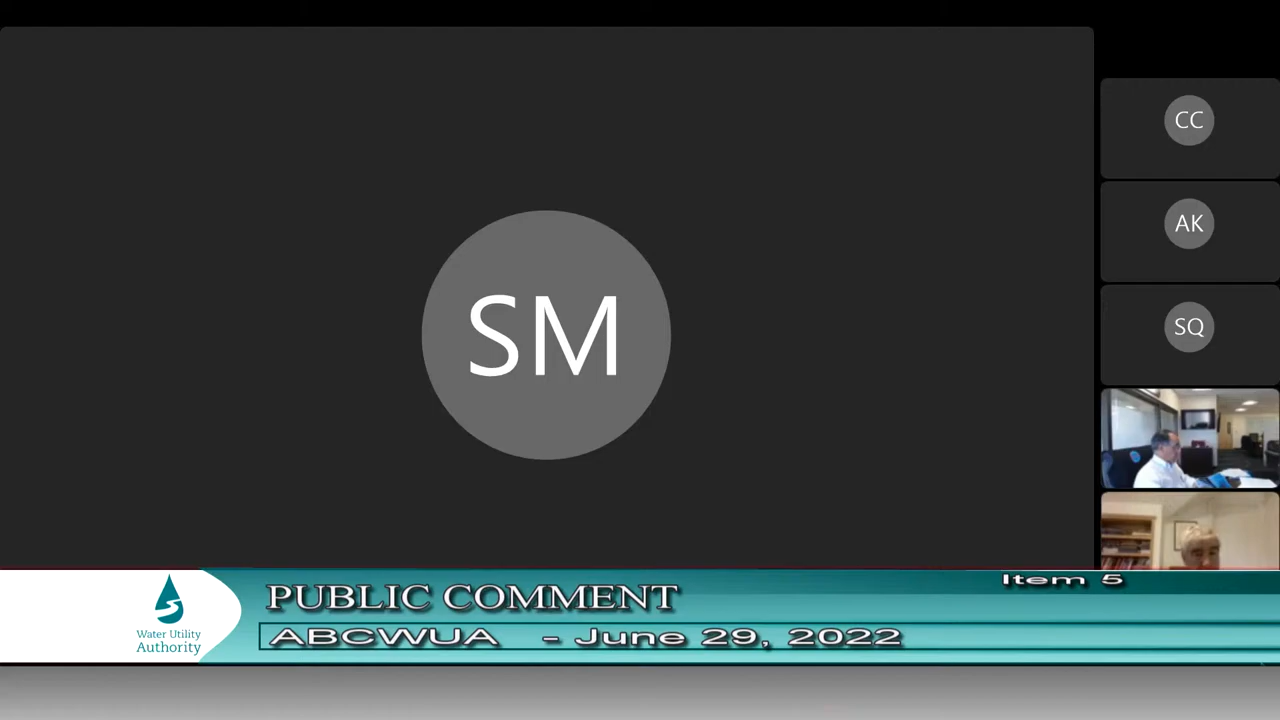 SM
CC
AK
SQ
Item 5
PUBLIC COMMENT
ABCWUA - June 29, 2022
Water Utility
Authority